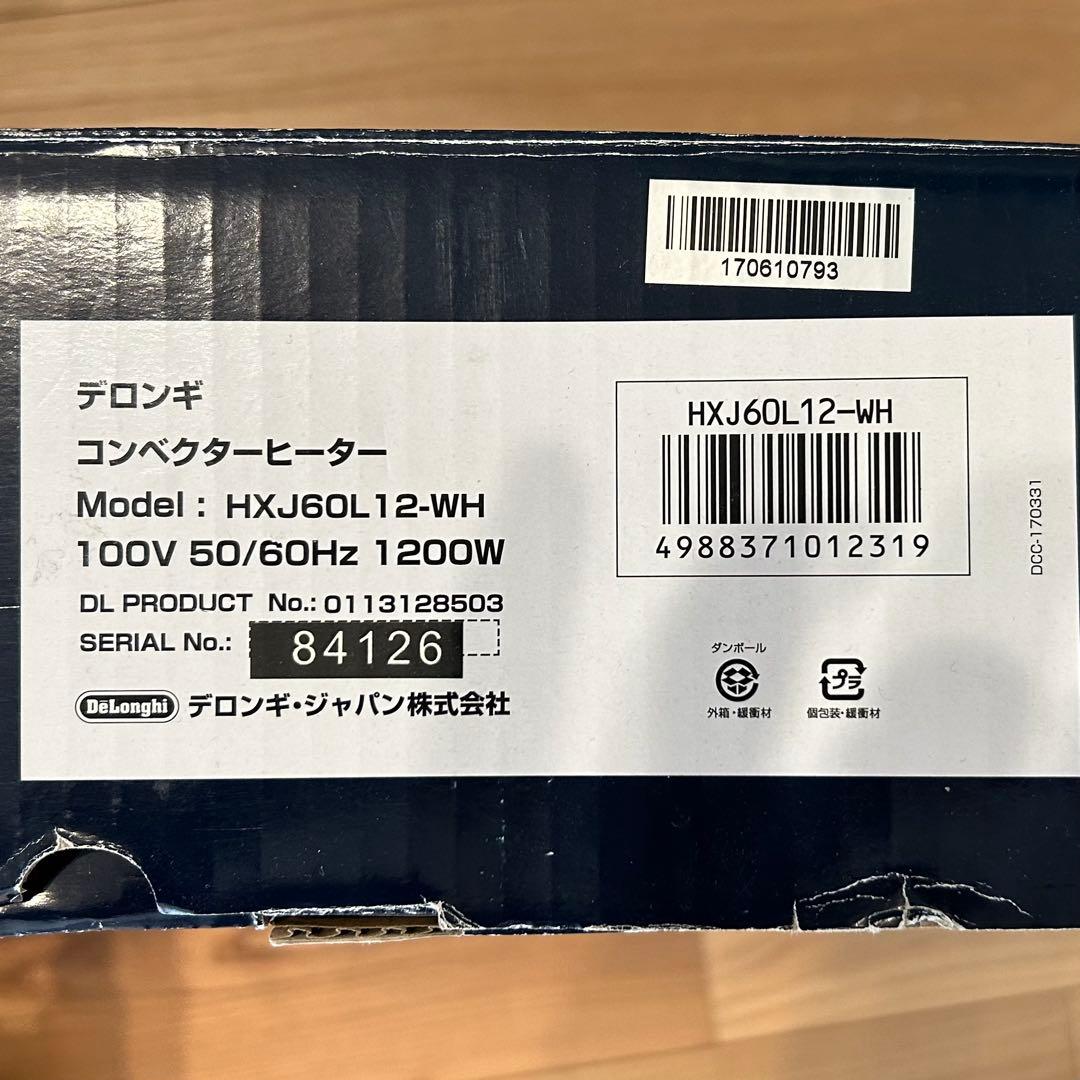 170610793
デロンギ
コンベクターヒーター
Model : HXJ60L12-WH
100V 50/60Hz 1200W
DL PRODUCT No.: 0113128503
SERIAL No.: 84126
DeLonghi デロンギ・ジャパン株式会社
HXJ60L12-WH
4988371012319
DCC-170331
ダンボール
外箱・緩衝材
プラ
個包装・緩衝材